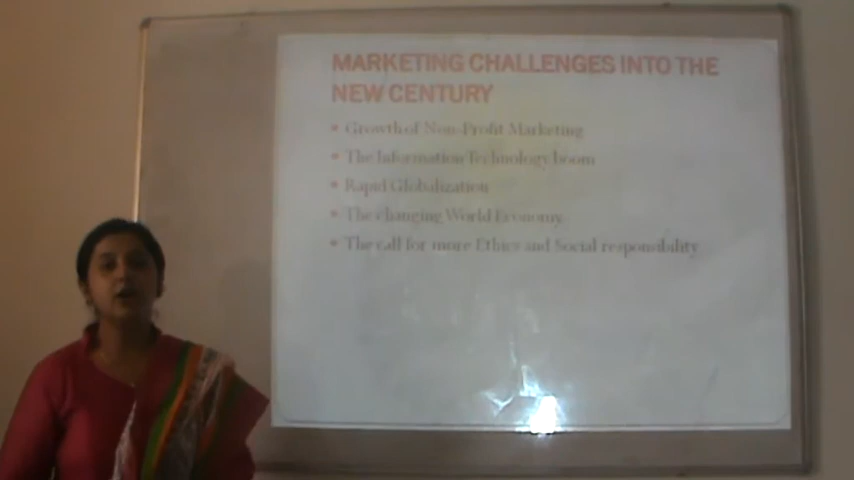 MARKETING CHALLENGES INTO THE
NEW CENTURY
Growth of Non-Profit Marketing
The Information Technology boom
Rapid Globalization
The changing World Economy
The call for more Ethics and Social responsibility